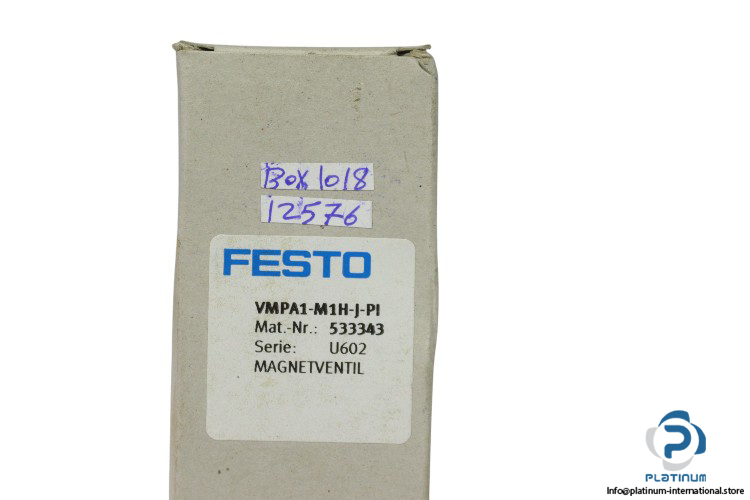 Box 1018
12576
FESTO
VMPA1-M1H-J-PI
Mat.-Nr.: 533343
Serie: U602
MAGNETVENTIL
PLATINUM
Info@platinum-international.store